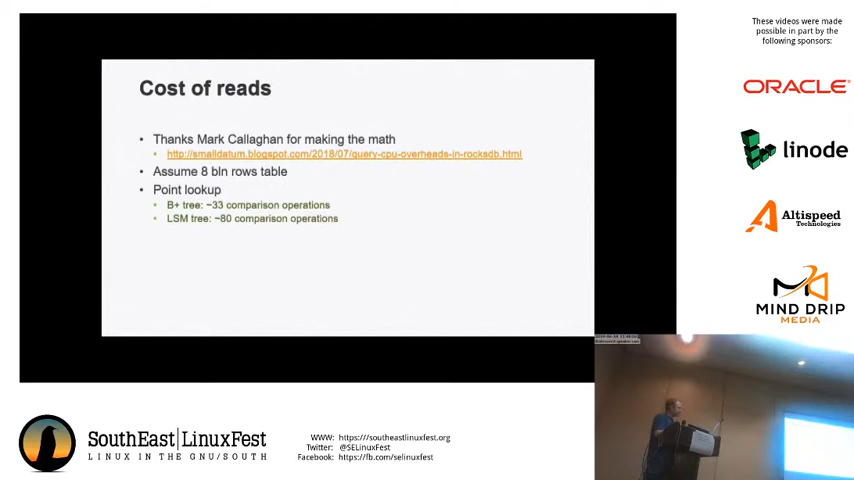 These videos were made
possible in part by the
following sponsors:
Cost of reads
• Thanks Mark Callaghan for making the math
• http://smalldatum.blogspot.com/2018/07/query-cpu-overheads-in-rocksdb.html
• Assume 8 bln rows table
• Point lookup
• B+ tree: ~33 comparison operations
• LSM tree: ~80 comparison operations
ORACLE
linode
Altispeed
Technologies
MIND DRIP
MEDIA
SouthEast LinuxFest
LINUX IN THE GNU/SOUTH
WWW: https:///southeastlinuxfest.org
Twitter: @SELinuxFest
Facebook: https://fb.com/selinuxfest